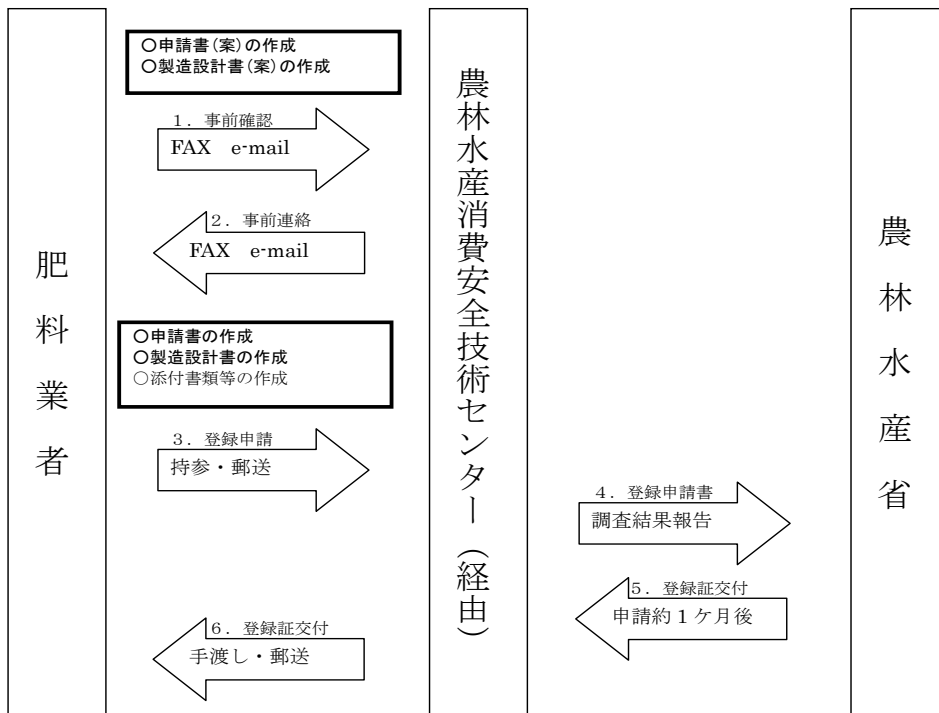 ○申請書(案)の作成
○製造設計書(案)の作成
1．事前確認
FAX　e-mail
2．事前連絡
FAX　e-mail
肥料業者
○申請書の作成
○製造設計書の作成
○添付書類等の作成
3．登録申請
持参・郵送
農林水産消費安全技術センター（経由）
4．登録申請書
調査結果報告
5．登録証交付
申請約1ケ月後
6．登録証交付
手渡し・郵送
農林水産省